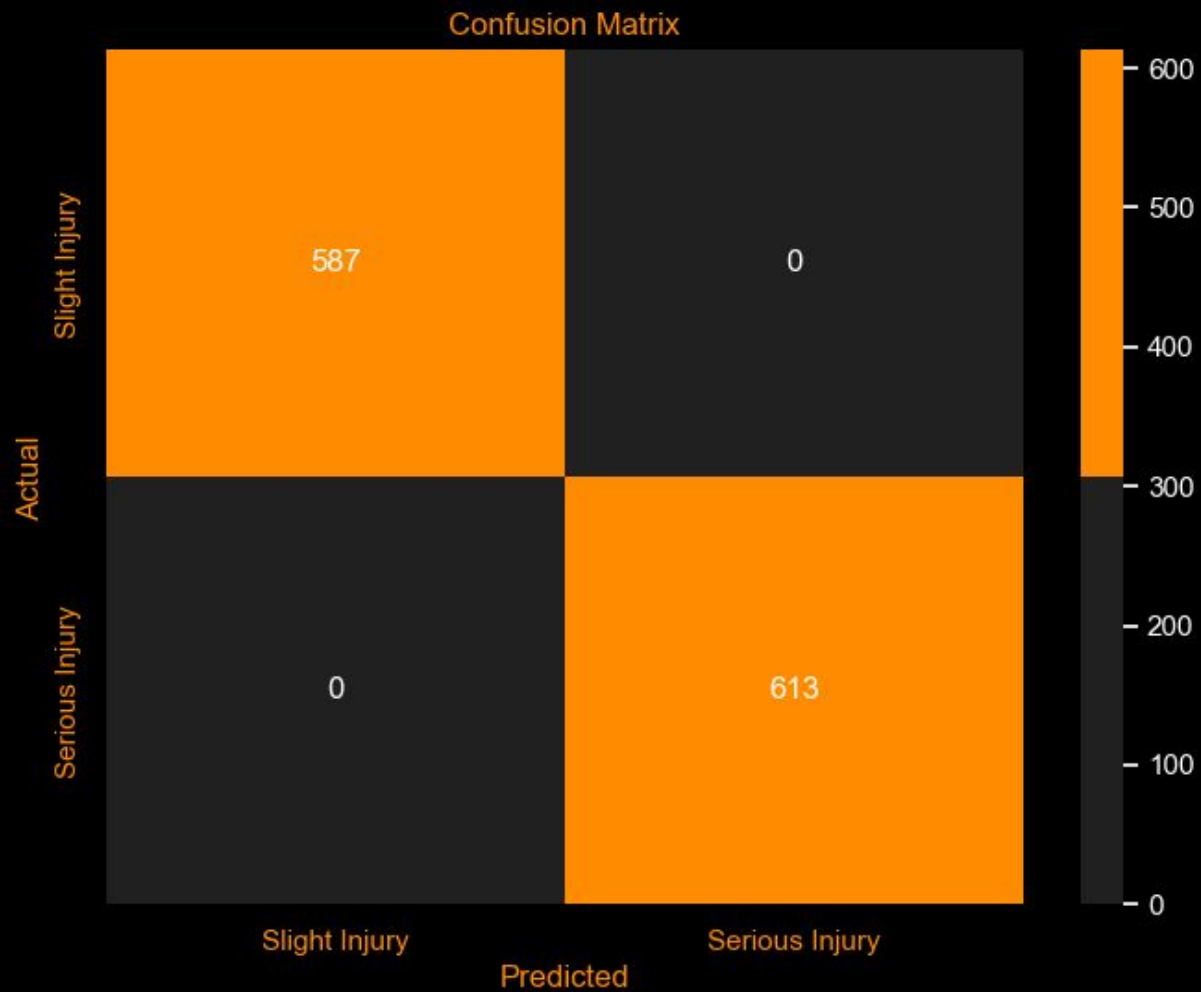 Confusion Matrix
600
500
400
300
200
100
0
Actual
Slight Injury
587
0
Serious Injury
0
613
Slight Injury
Serious Injury
Predicted